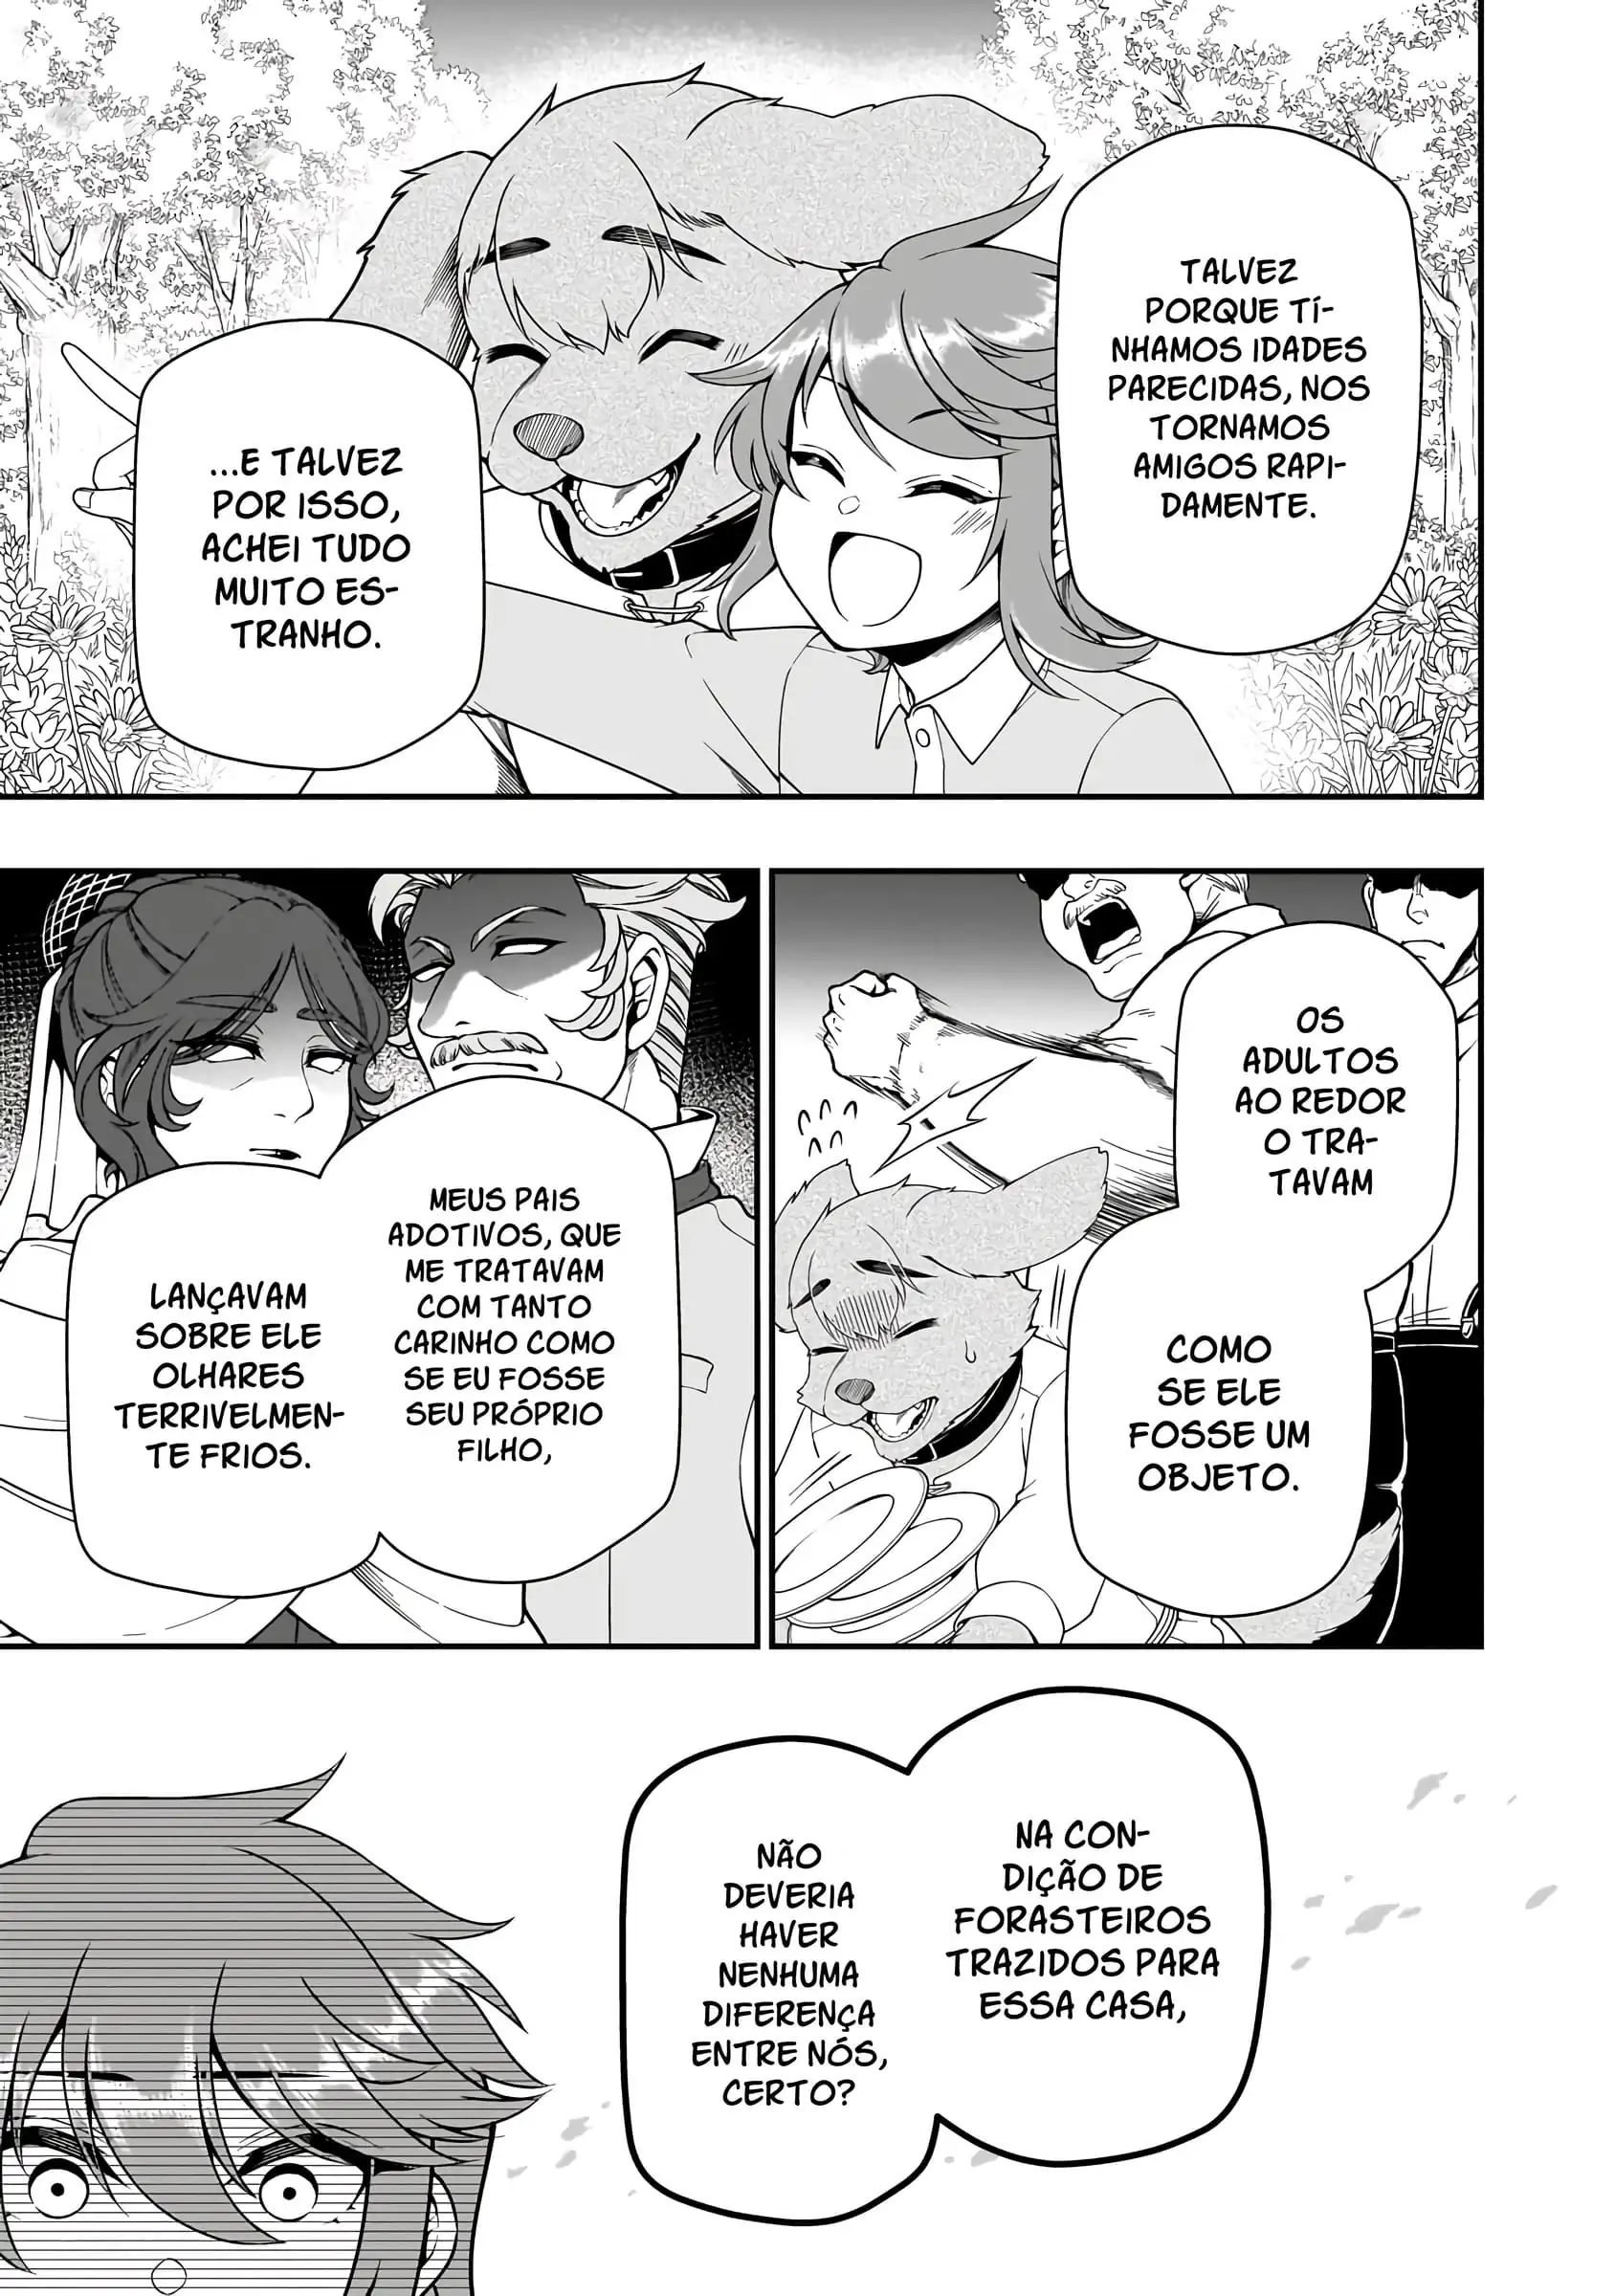 TALVEZ
PORQUE TÍ-
NHAMOS IDADES
PARECIDAS, NOS
TORNAMOS
AMIGOS RAPI-
DAMENTE.
...E TALVEZ
POR ISSO,
ACHEI TUDO
MUITO ES-
TRANHO.
OS
ADULTOS
AO REDOR
O TRA-
TAVAM
COMO
SE ELE
FOSSE UM
OBJETO.
MEUS PAIS
ADOTIVOS, QUE
ME TRATAVAM
COM TANTO
CARINHO COMO
SE EU FOSSE
SEU PRÓPRIO
FILHO,
LANÇAVAM
SOBRE ELE
OLHARES
TERRIVELMEN-
TE FRIOS.
NA CON-
DIÇÃO DE
FORASTEIROS
TRAZIDOS PARA
ESSA CASA,
NÃO
DEVERIA
HAVER
NENHUMA
DIFERENÇA
ENTRE NÓS,
CERTO?